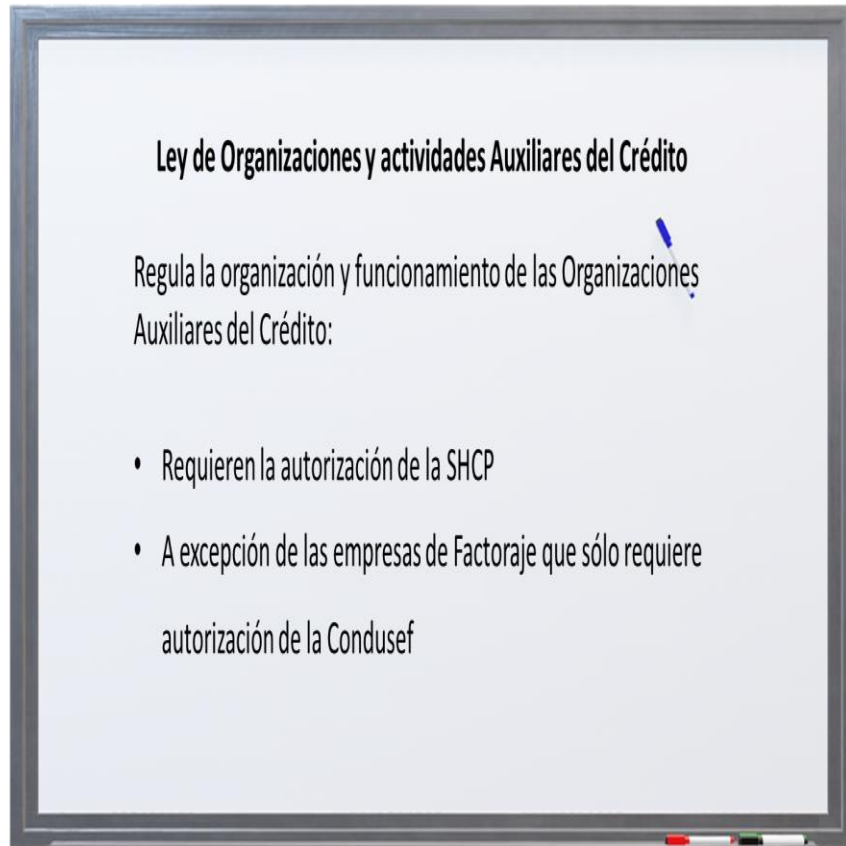 Ley de Organizaciones y actividades Auxiliares del Crédito
Regula la organización y funcionamiento de las Organizaciones
Auxiliares del Crédito:
• Requieren la autorización de la SHCP
• A excepción de las empresas de Factoraje que sólo requiere
autorización de la Condusef